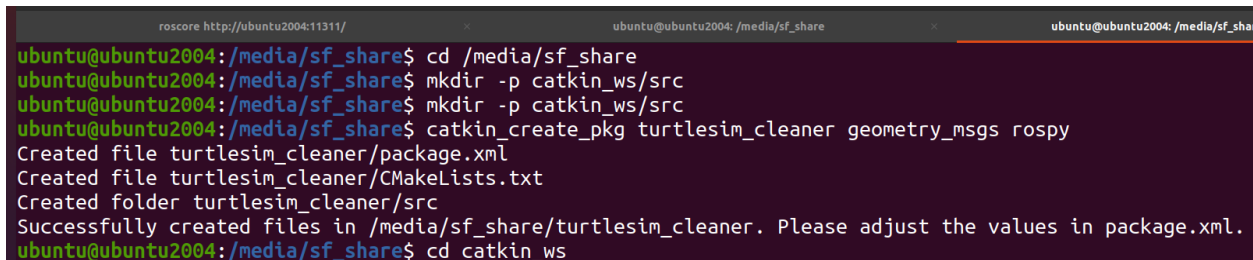 roscore http://ubuntu2004:11311/ × ubuntu@ubuntu2004: /media/sf_share × ubuntu@ubuntu2004: /media/sf_shar
ubuntu@ubuntu2004:/media/sf_share$ cd /media/sf_share
ubuntu@ubuntu2004:/media/sf_share$ mkdir -p catkin_ws/src
ubuntu@ubuntu2004:/media/sf_share$ mkdir -p catkin_ws/src
ubuntu@ubuntu2004:/media/sf_share$ catkin_create_pkg turtlesim_cleaner geometry_msgs rospy
Created file turtlesim_cleaner/package.xml
Created file turtlesim_cleaner/CMakeLists.txt
Created folder turtlesim_cleaner/src
Successfully created files in /media/sf_share/turtlesim_cleaner. Please adjust the values in package.xml.
ubuntu@ubuntu2004:/media/sf_share$ cd catkin_ws